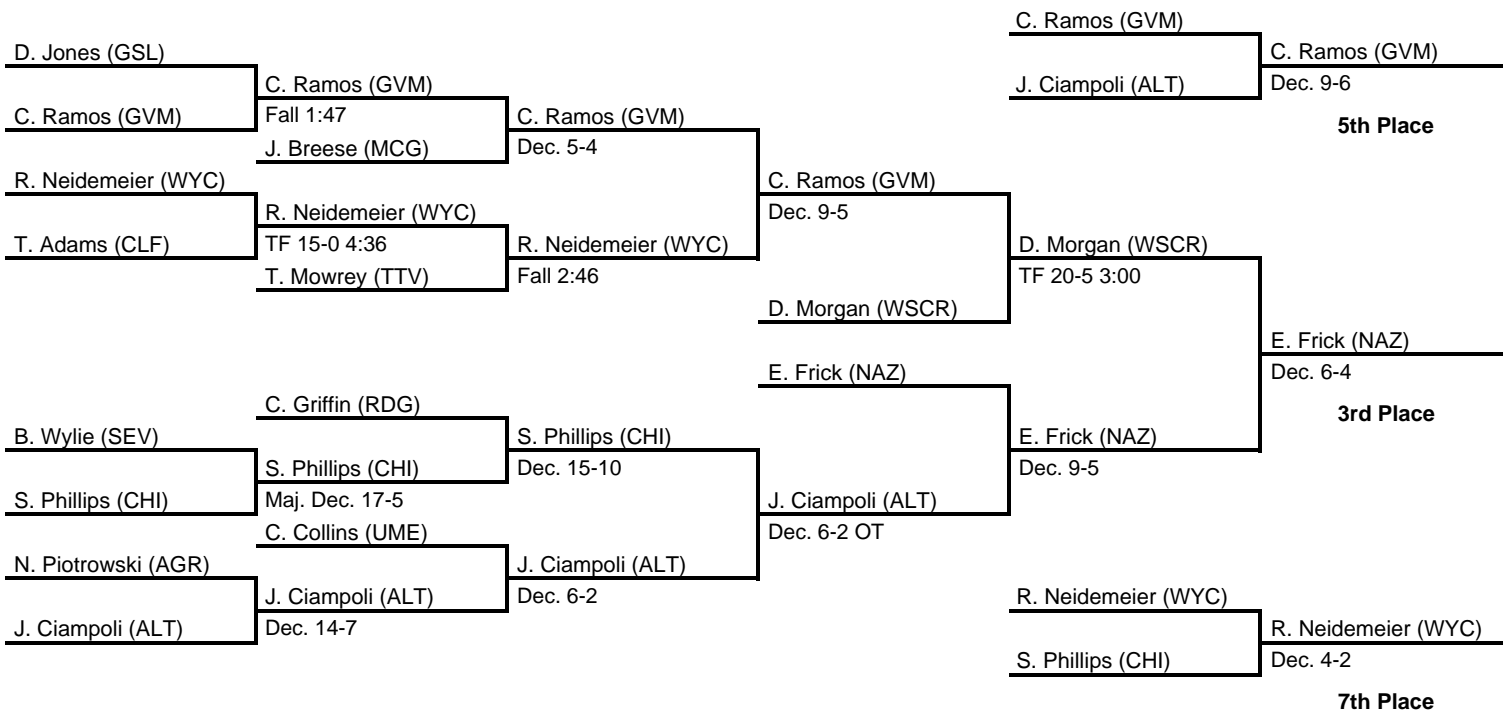 C. Ramos (GVM)
D. Jones (GSL)
C. Ramos (GVM)
C. Ramos (GVM)
J. Ciampoli (ALT)
Dec. 9-6
C. Ramos (GVM)
Fall 1:47
C. Ramos (GVM)
5th Place
J. Breese (MCG)
Dec. 5-4
R. Neidemeier (WYC)
C. Ramos (GVM)
R. Neidemeier (WYC)
Dec. 9-5
T. Adams (CLF)
TF 15-0 4:36
R. Neidemeier (WYC)
D. Morgan (WSCR)
T. Mowrey (TTV)
Fall 2:46
TF 20-5 3:00
D. Morgan (WSCR)
E. Frick (NAZ)
E. Frick (NAZ)
Dec. 6-4
C. Griffin (RDG)
3rd Place
B. Wylie (SEV)
S. Phillips (CHI)
E. Frick (NAZ)
S. Phillips (CHI)
Dec. 15-10
Dec. 9-5
S. Phillips (CHI)
Maj. Dec. 17-5
J. Ciampoli (ALT)
C. Collins (UME)
Dec. 6-2 OT
N. Piotrowski (AGR)
J. Ciampoli (ALT)
J. Ciampoli (ALT)
Dec. 6-2
R. Neidemeier (WYC)
J. Ciampoli (ALT)
Dec. 14-7
R. Neidemeier (WYC)
S. Phillips (CHI)
Dec. 4-2
7th Place